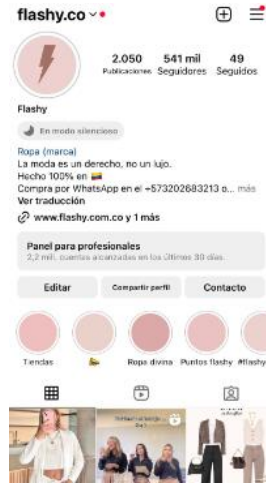 flashy.co
2.050 541 mil 49
Publicaciones Seguidores Seguidos
Flashy
En modo silencioso
Ropa (marca)
La moda es un derecho, no un lujo.
Hecho 100% en 🇨🇴
Compra por WhatsApp en el +573202683213 o... más
Ver traducción
www.flashy.com.co y 1 más
Panel para profesionales
2,2 mill. cuentas alcanzadas en los últimos 30 días.
Editar Compartir perfil Contacto
Tiendas Ropa divina Puntos flashy #flashy